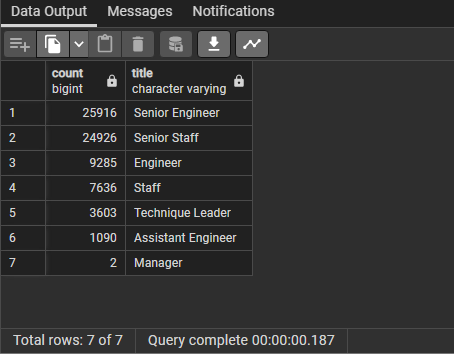 Data Output Messages Notifications
count title
bigint character varying
1 25916 Senior Engineer
2 24926 Senior Staff
3 9285 Engineer
4 7636 Staff
5 3603 Technique Leader
6 1090 Assistant Engineer
7 2 Manager
Total rows: 7 of 7 Query complete 00:00:00.187